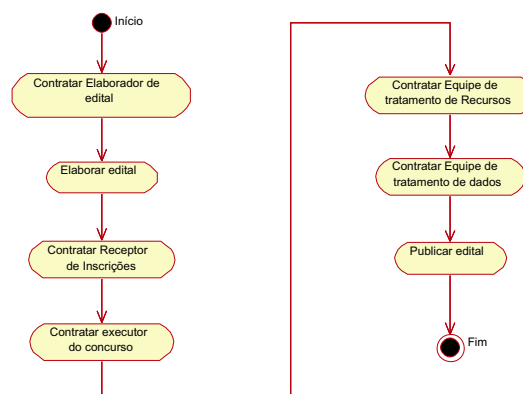 Início
Contratar Elaborador de
edital
Elaborar edital
Contratar Receptor
de Inscrições
Contratar executor
do concurso
Contratar Equipe de
tratamento de Recursos
Contratar Equipe de
tratamento de dados
Publicar edital
Fim